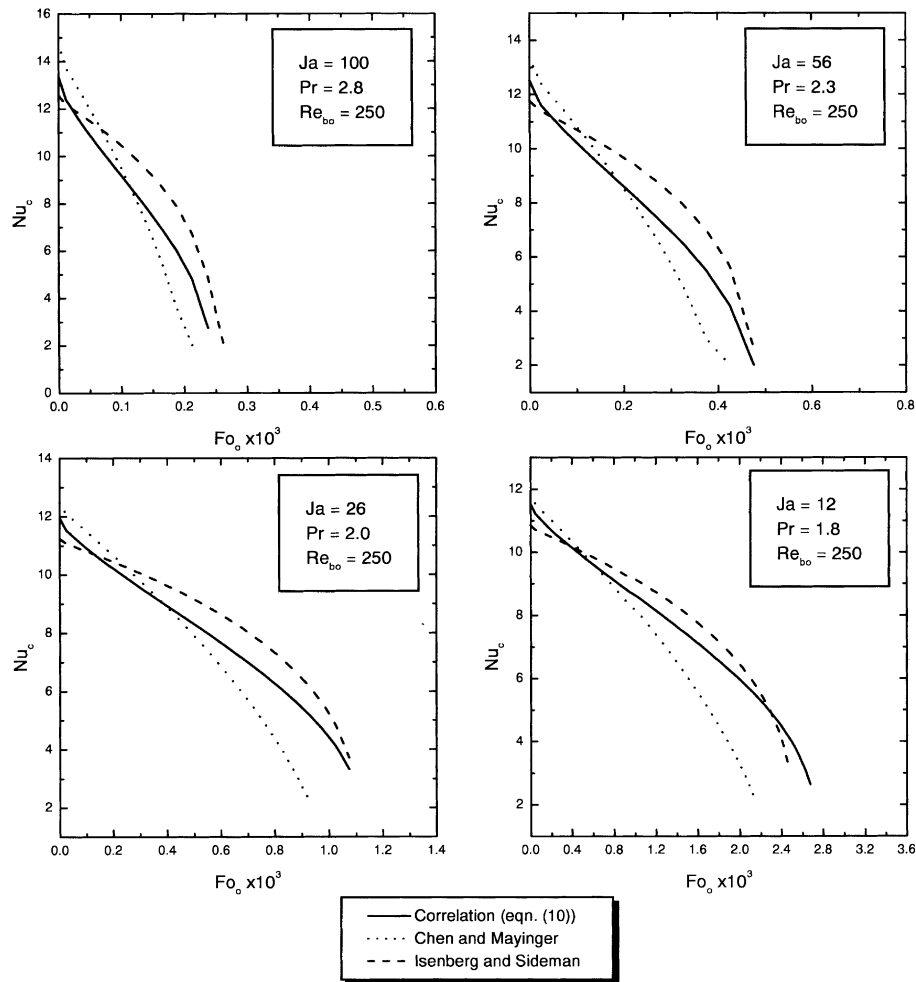 16
14
12
10
8
6
4
2
0
Nu_c
Ja = 100
Pr = 2.8
Re_bo = 250
0.0 0.1 0.2 0.3 0.4 0.5 0.6
Fo_o x10^3
14
12
10
8
6
4
2
Nu_c
Ja = 56
Pr = 2.3
Re_bo = 250
0.0 0.2 0.4 0.6 0.8
Fo_o x10^3
14
12
10
8
6
4
2
Nu_c
Ja = 26
Pr = 2.0
Re_bo = 250
0.0 0.2 0.4 0.6 0.8 1.0 1.2 1.4
Fo_o x10^3
12
10
8
6
4
2
Nu_c
Ja = 12
Pr = 1.8
Re_bo = 250
0.0 0.4 0.8 1.2 1.6 2.0 2.4 2.8 3.2 3.6
Fo_o x10^3
Correlation (eqn. (10))
Chen and Mayinger
Isenberg and Sideman